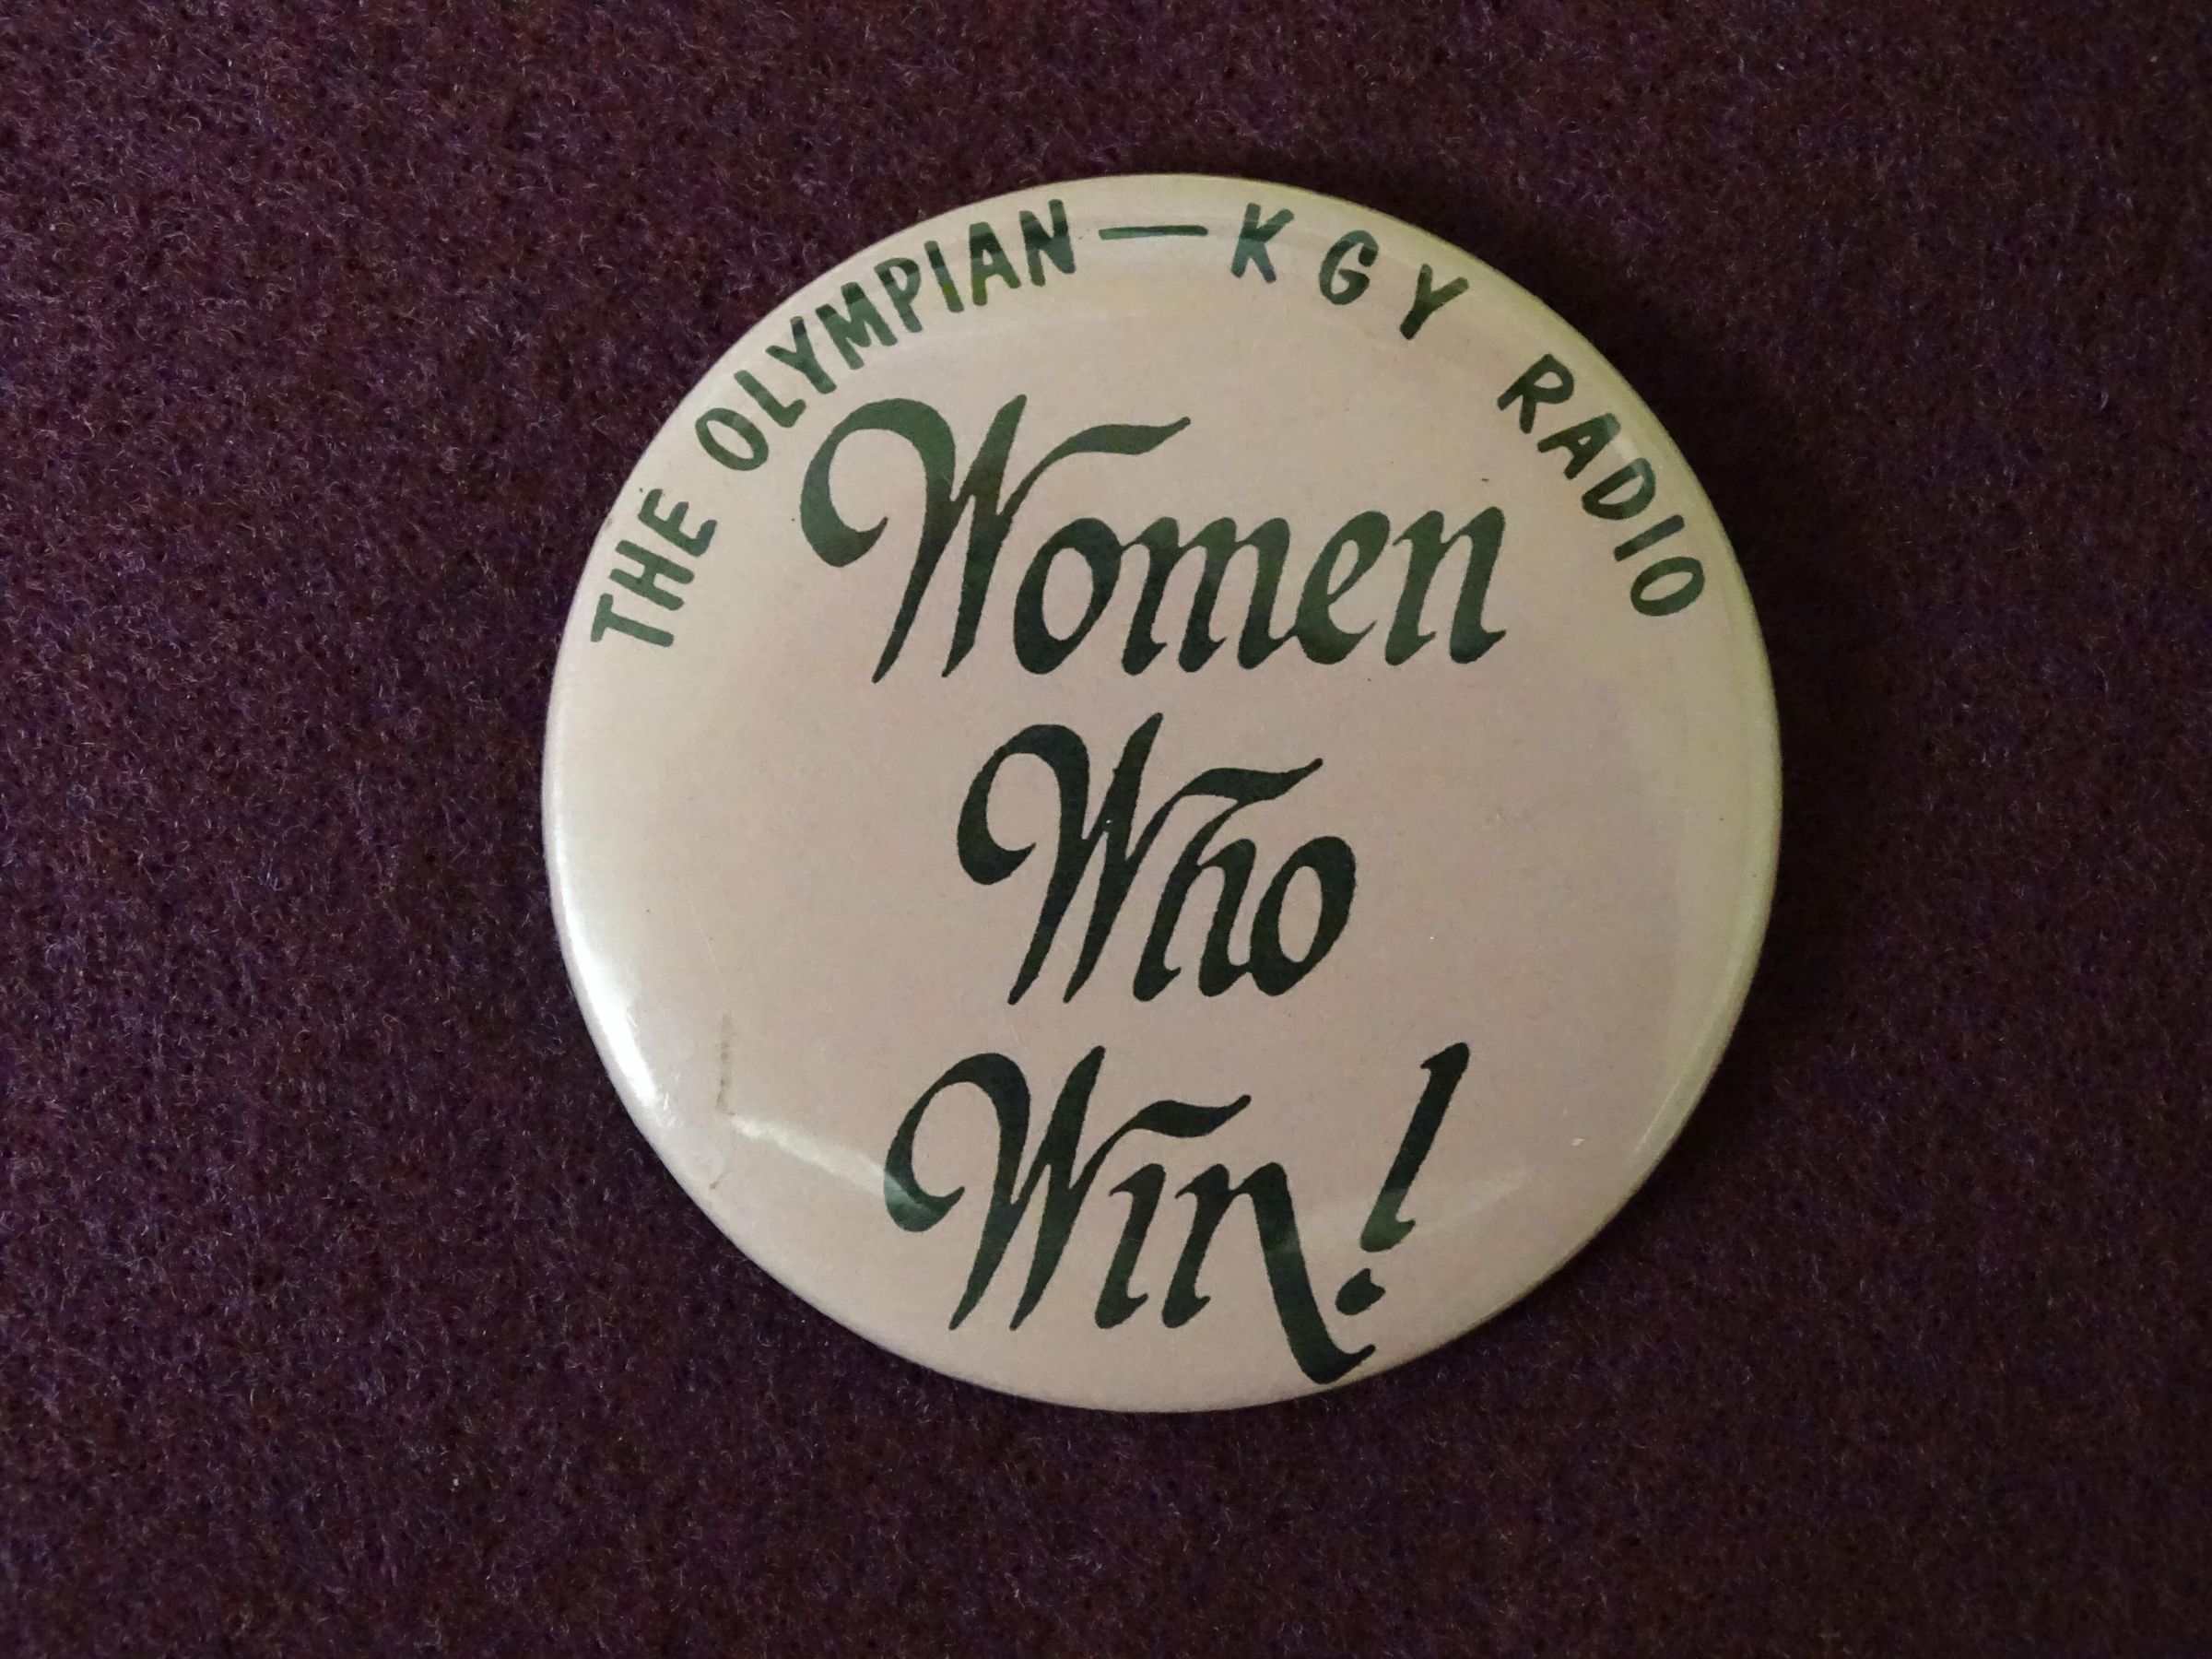 THE OLYMPIAN — KGY RADIO
Women
Who
Win!